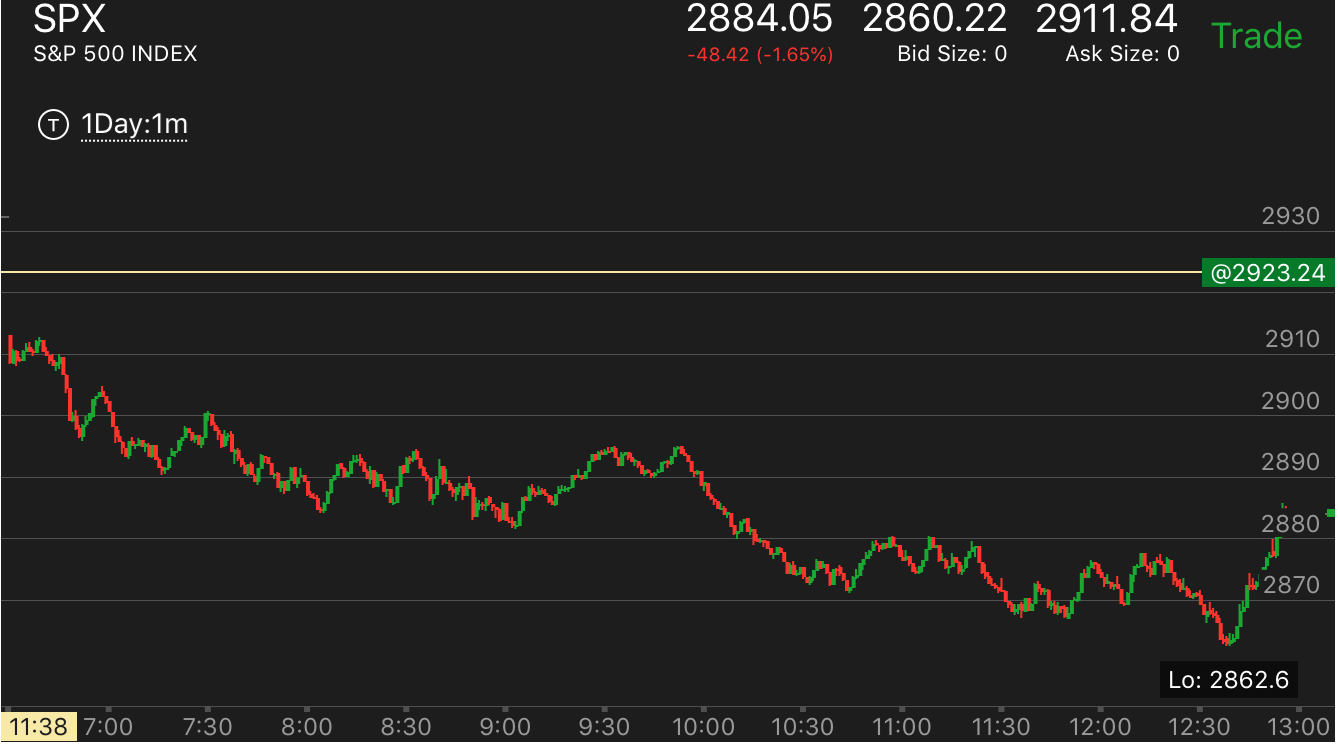 SPX 2884.05 2860.22 2911.84 Trade
S&P 500 INDEX -48.42 (-1.65%) Bid Size: 0 Ask Size: 0
T 1Day:1m
2930
@2923.24
2910
2900
2890
2880
2870
Lo: 2862.6
11:38 7:00 7:30 8:00 8:30 9:00 9:30 10:00 10:30 11:00 11:30 12:00 12:30 13:00